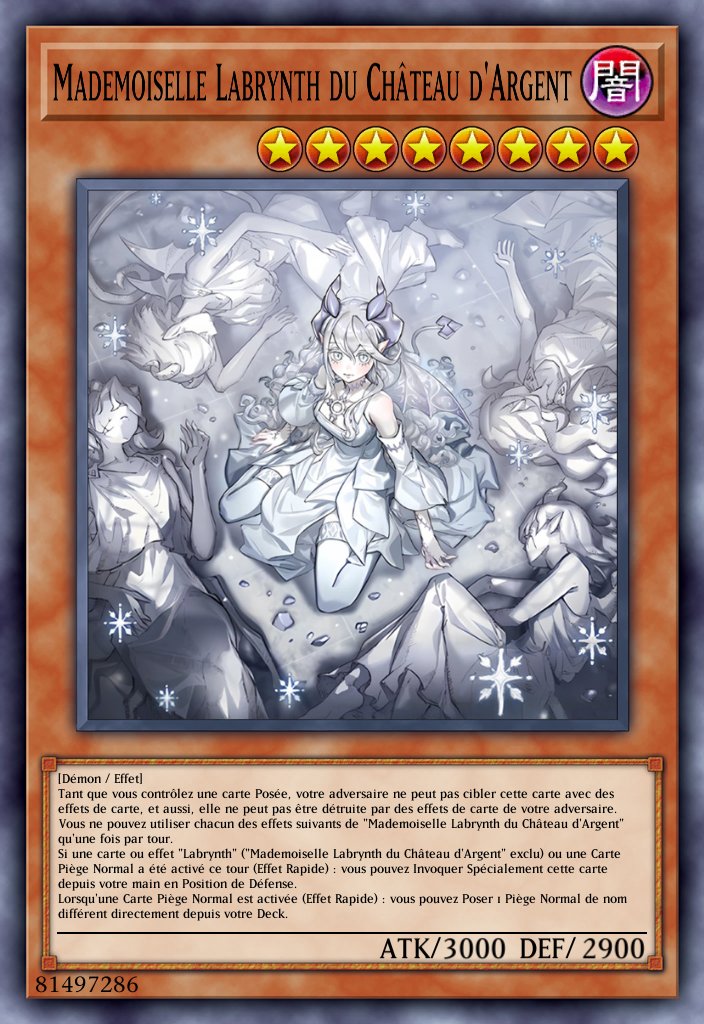 Mademoiselle Labrynth du Château d'Argent
闇
[Démon / Effet]
Tant que vous contrôlez une carte Posée, votre adversaire ne peut pas cibler cette carte avec des
effets de carte, et aussi, elle ne peut pas être détruite par des effets de carte de votre adversaire.
Vous ne pouvez utiliser chacun des effets suivants de "Mademoiselle Labrynth du Château d'Argent"
qu'une fois par tour.
Si une carte ou effet "Labrynth" ("Mademoiselle Labrynth du Château d'Argent" exclu) ou une Carte
Piège Normal a été activé ce tour (Effet Rapide) : vous pouvez Invoquer Spécialement cette carte
depuis votre main en Position de Défense.
Lorsqu'une Carte Piège Normal est activée (Effet Rapide) : vous pouvez Poser 1 Piège Normal de nom
différent directement depuis votre Deck.
ATK/3000 DEF/ 2900
81497286